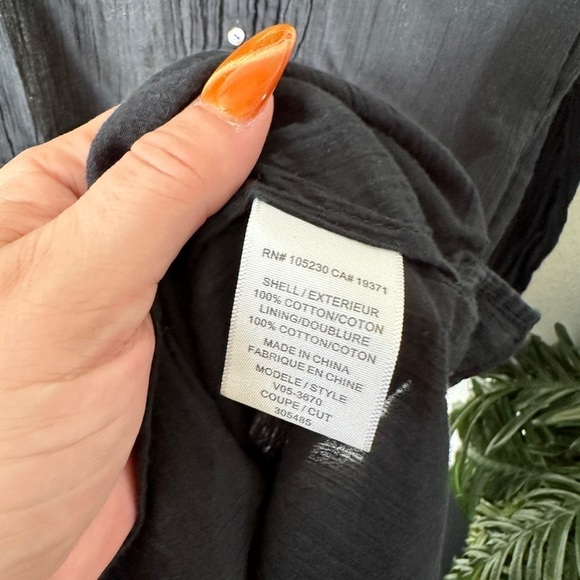 RN# 105230 CA# 19371
SHELL / EXTERIEUR
100% COTTON/COTON
LINING/DOUBLURE
100% COTTON/COTON
MADE IN CHINA
FABRIQUE EN CHINE
MODELE / STYLE
V05-3670
COUPE / CUT
305485